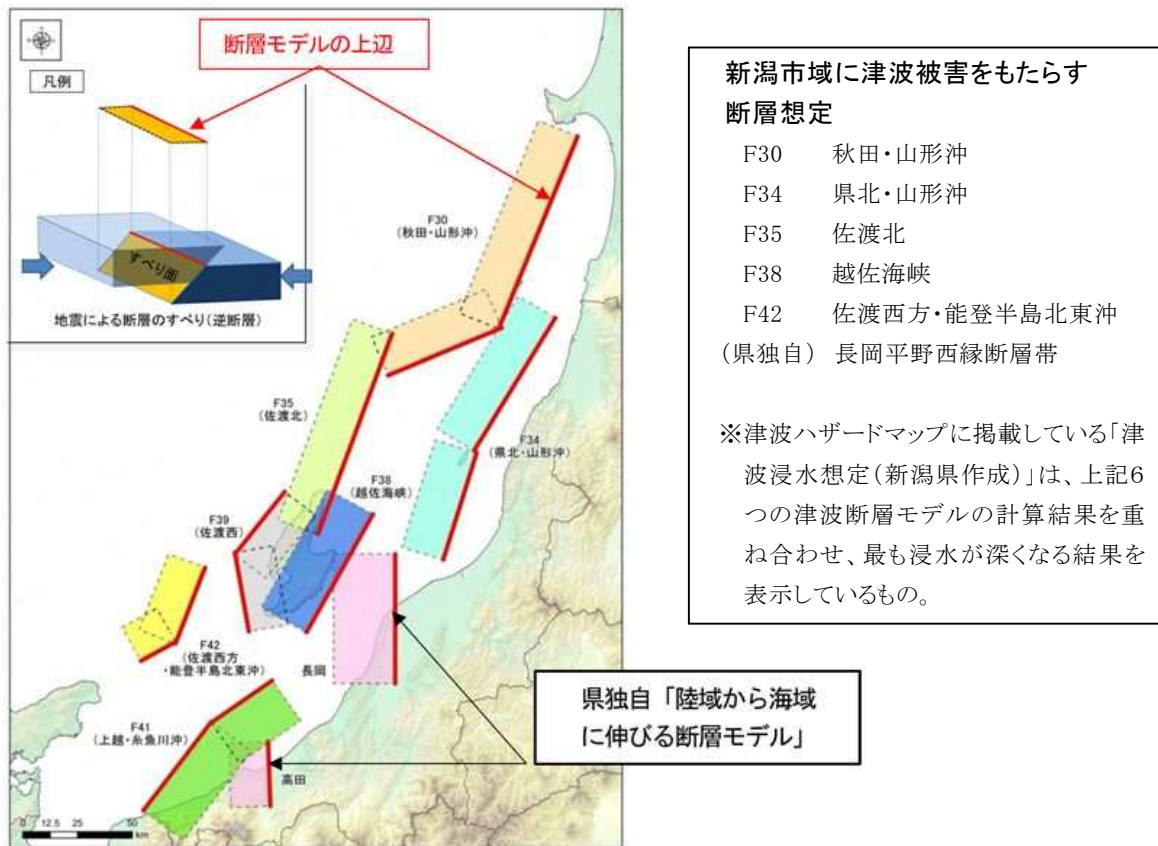 断層モデルの上辺
凡例
すべり面
地震による断層のすべり(逆断層)
F30
(秋田・山形沖)
F35
(佐渡北)
F34
(県北・山形沖)
F38
(越佐海峡)
F39
(佐渡西)
F42
(佐渡西方
・能登半島北東沖)
長岡
F41
(上越・糸魚川沖)
高田
0 12.5 25 50
km
県独自「陸域から海域
に伸びる断層モデル」
新潟市域に津波被害をもたらす
断層想定
F30 秋田・山形沖
F34 県北・山形沖
F35 佐渡北
F38 越佐海峡
F42 佐渡西方・能登半島北東沖
(県独自) 長岡平野西縁断層帯
※津波ハザードマップに掲載している「津
波浸水想定(新潟県作成)」は、上記6
つの津波断層モデルの計算結果を重
ね合わせ、最も浸水が深くなる結果を
表示しているもの。